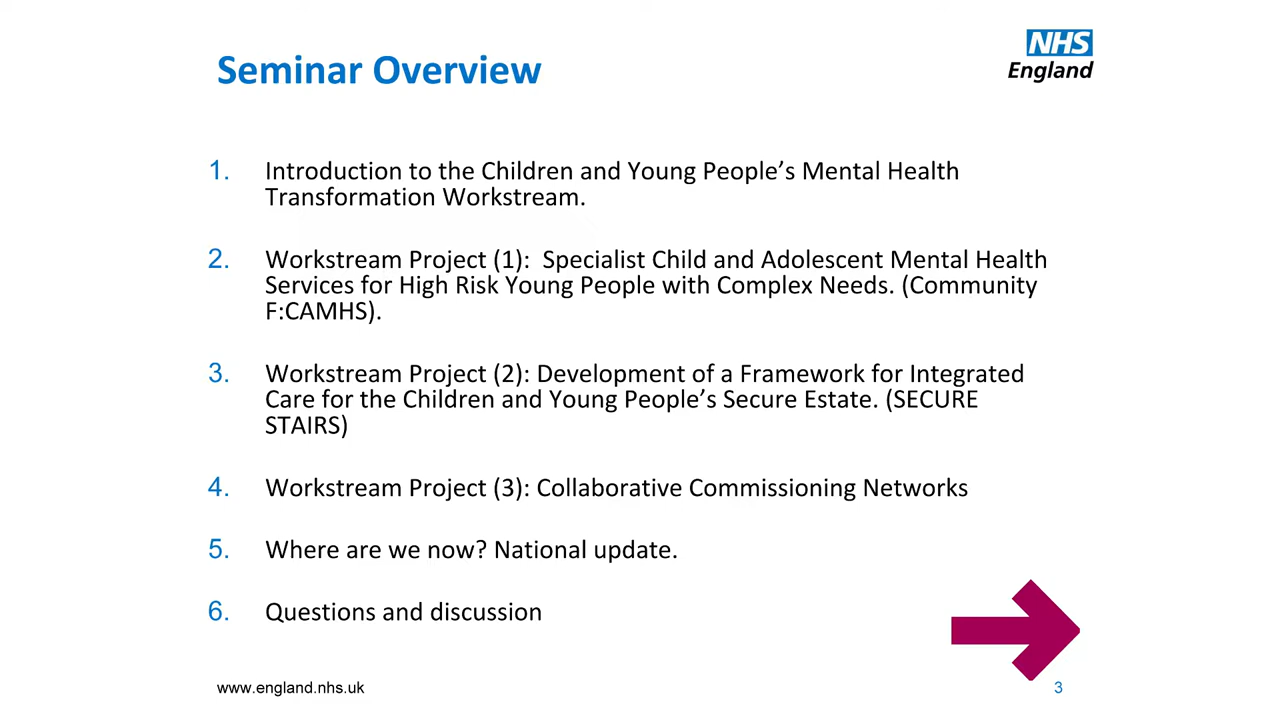 Seminar Overview
NHS
England
1. Introduction to the Children and Young People’s Mental Health
Transformation Workstream.
2. Workstream Project (1):  Specialist Child and Adolescent Mental Health
Services for High Risk Young People with Complex Needs. (Community
F:CAMHS).
3. Workstream Project (2): Development of a Framework for Integrated
Care for the Children and Young People’s Secure Estate. (SECURE
STAIRS)
4. Workstream Project (3): Collaborative Commissioning Networks
5. Where are we now? National update.
6. Questions and discussion
www.england.nhs.uk
3